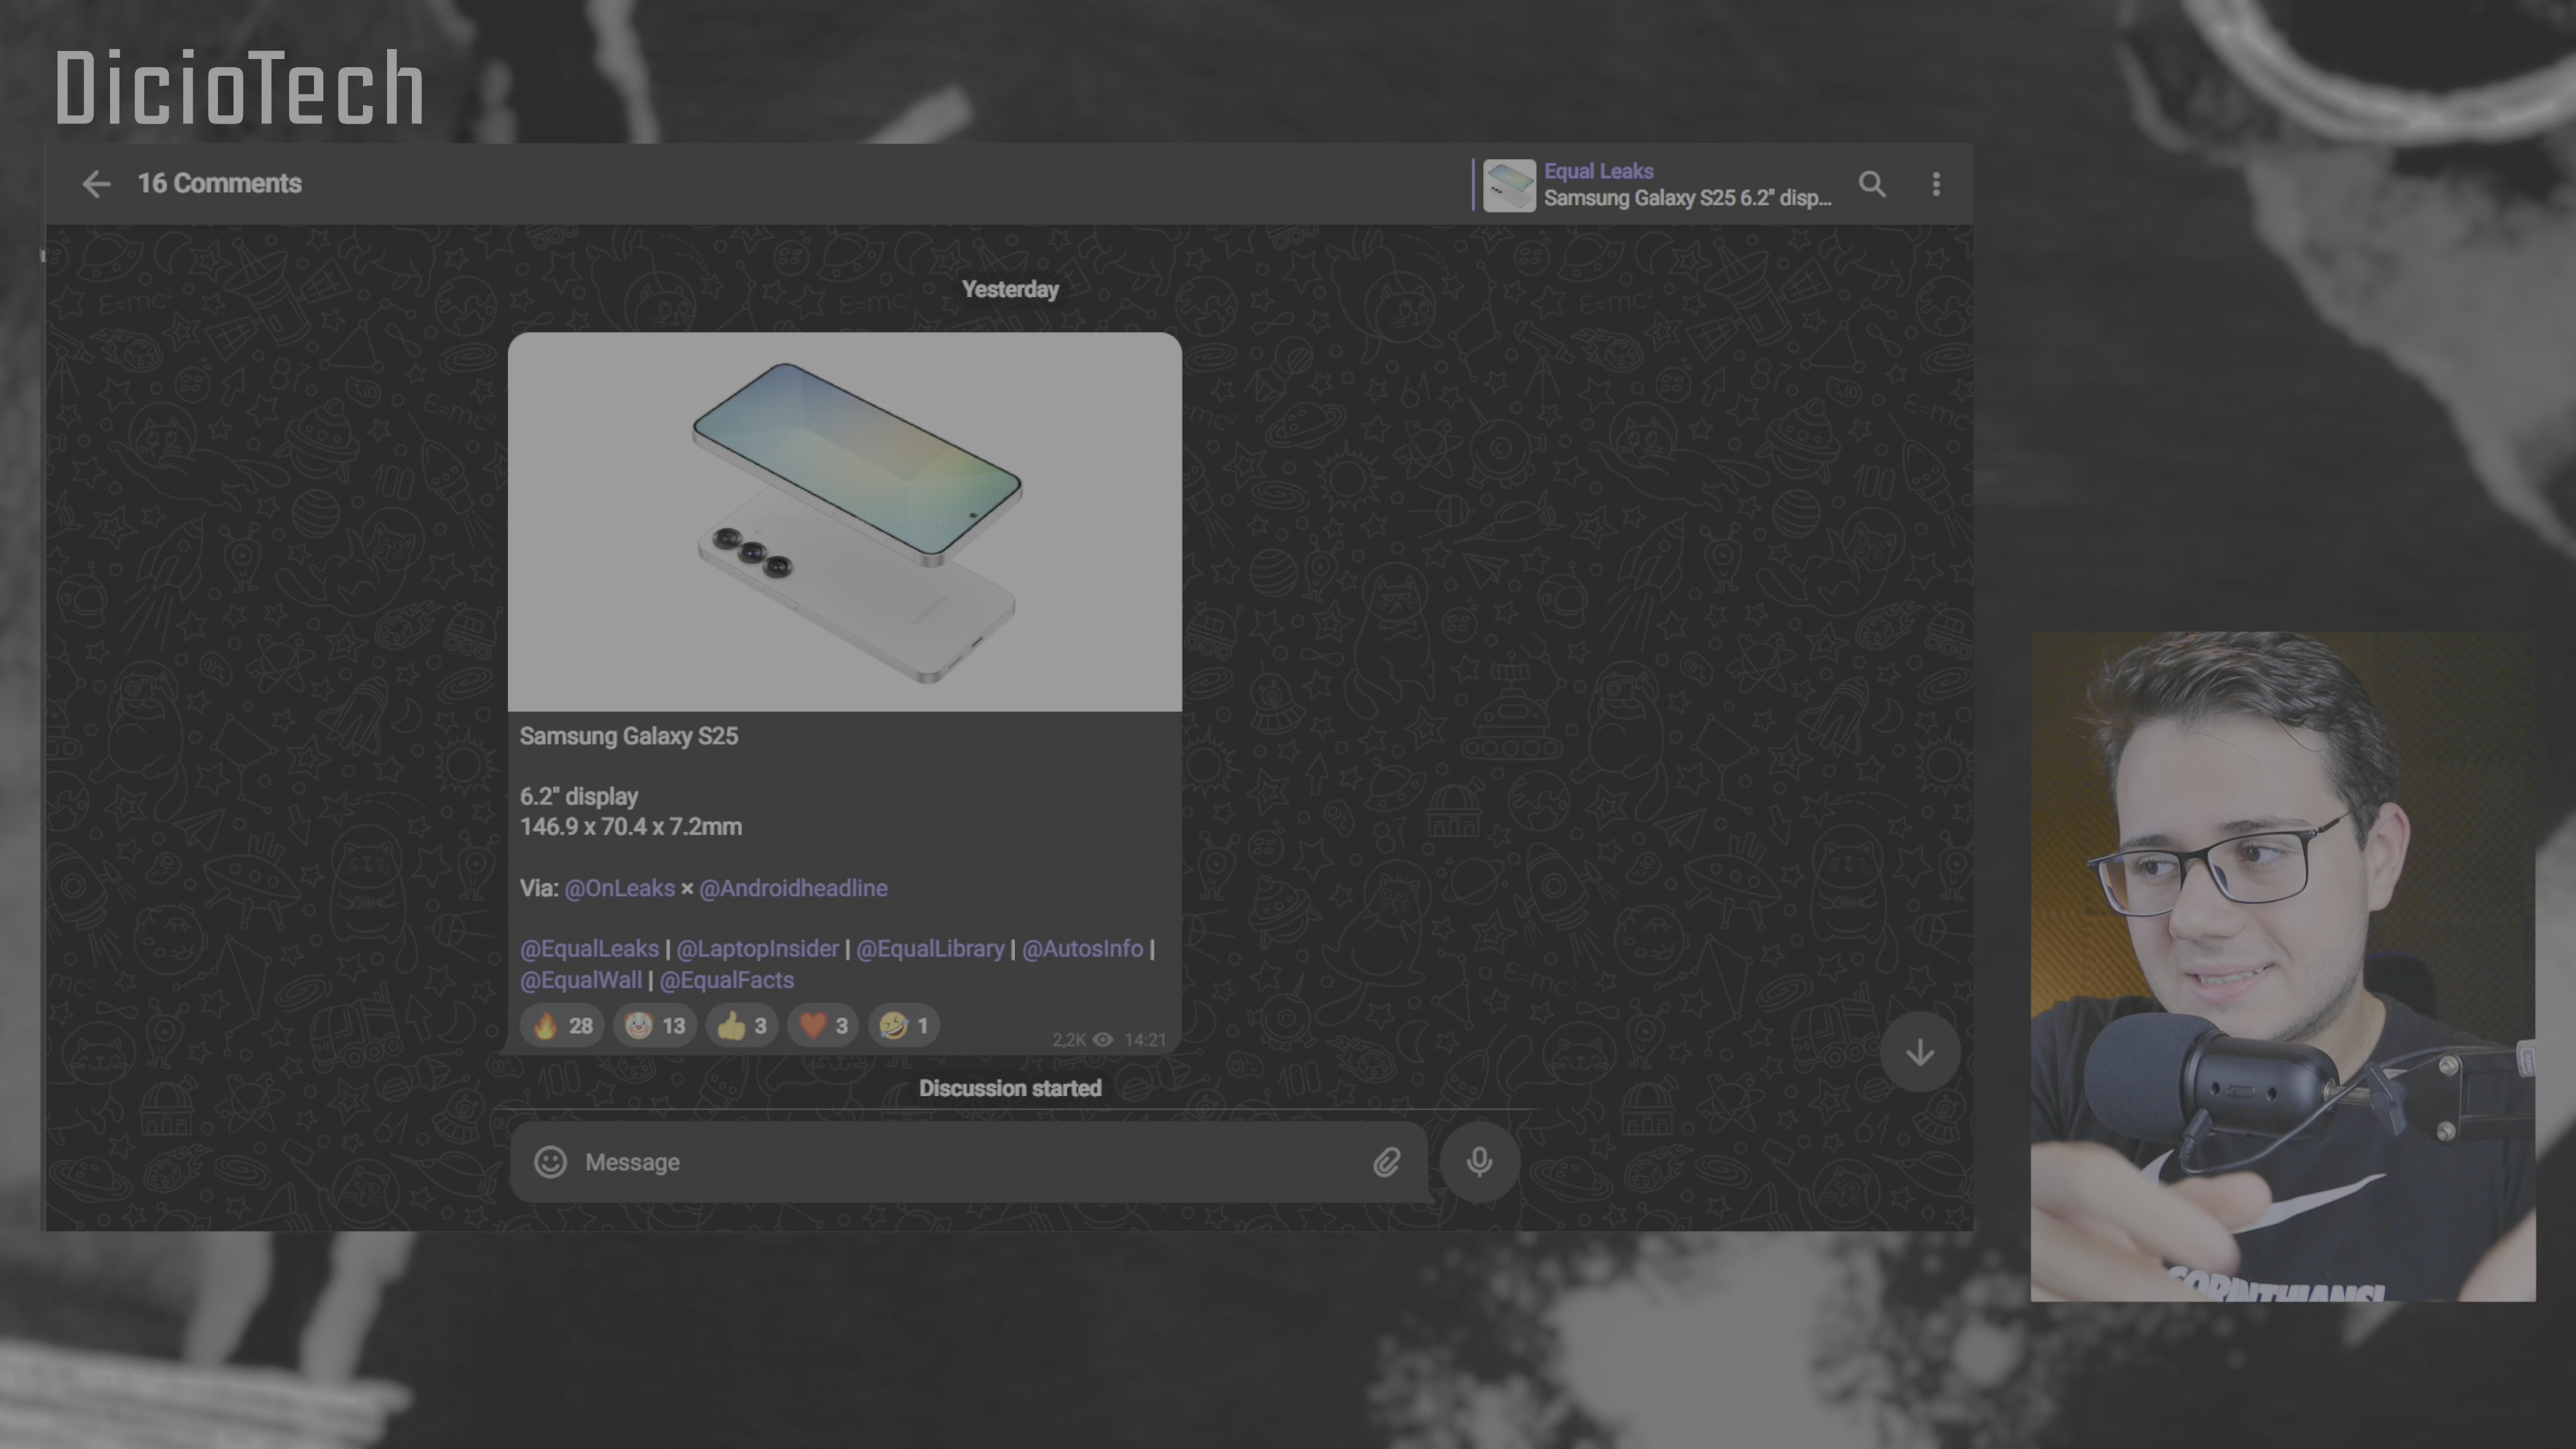 DicioTech
16 Comments
Equal Leaks
Samsung Galaxy S25 6.2" disp...
Yesterday
Samsung Galaxy S25
6.2" display
146.9 x 70.4 x 7.2mm
Via: @OnLeaks × @Androidheadline
@EqualLeaks | @LaptopInsider | @EqualLibrary | @AutosInfo |
@EqualWall | @EqualFacts
28 13 3 3 1
2,2K 14:21
Discussion started
Message
CORINTHIANS!